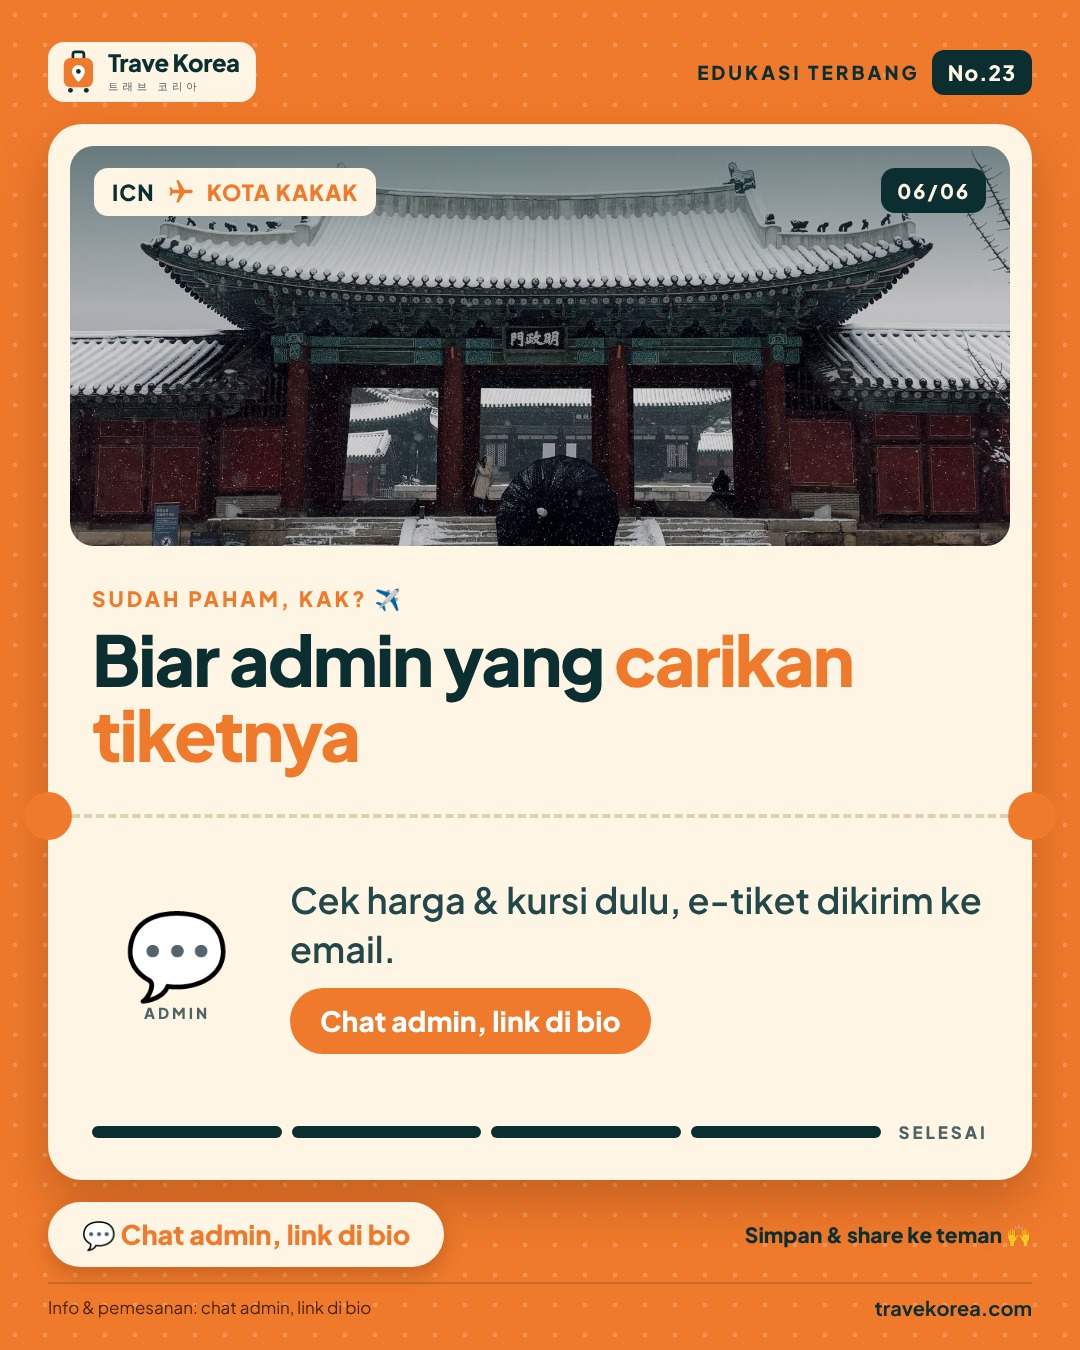 Trave Korea
트래브 코리아
EDUKASI TERBANG
No.23
ICN ✈ KOTA KAKAK
06/06
門政明
SUDAH PAHAM, KAK? ✈️
Biar admin yang carikan
tiketnya
Cek harga & kursi dulu, e-tiket dikirim ke
email.
💬
ADMIN
Chat admin, link di bio
SELESAI
💬 Chat admin, link di bio
Simpan & share ke teman 🙌
Info & pemesanan: chat admin, link di bio
travekorea.com